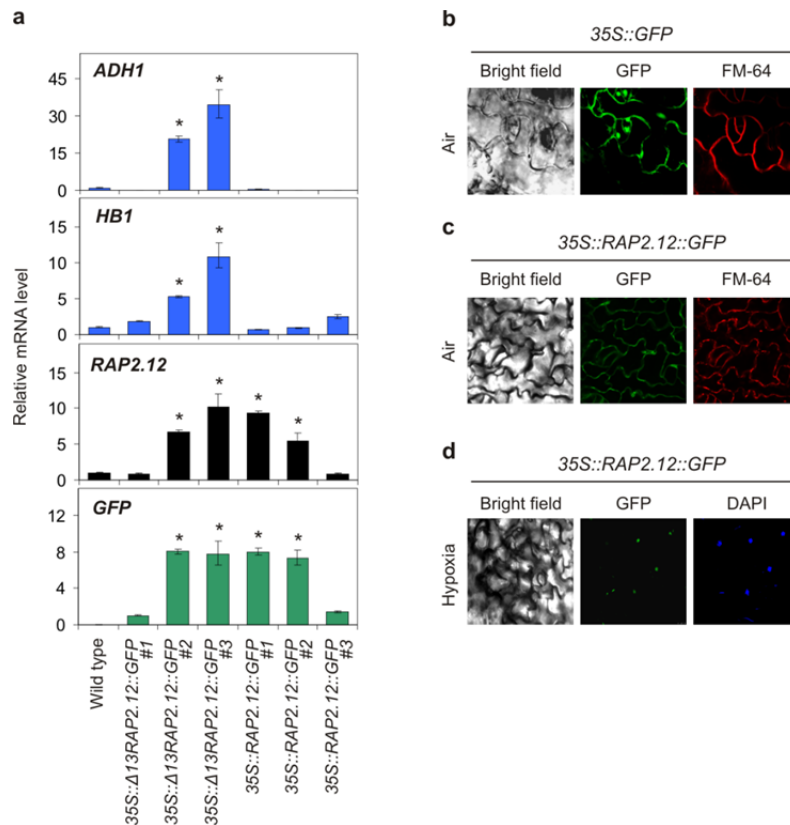 a
ADH1
45
30
15
0
HB1
15
10
5
0
RAP2.12
15
10
5
0
GFP
12
8
4
0
Relative mRNA level
Wild type
35S::Δ13RAP2.12::GFP #1
35S::Δ13RAP2.12::GFP #2
35S::Δ13RAP2.12::GFP #3
35S::RAP2.12::GFP #1
35S::RAP2.12::GFP #2
35S::RAP2.12::GFP #3
b
35S::GFP
Bright field GFP FM-64
Air
c
35S::RAP2.12::GFP
Bright field GFP FM-64
Air
d
35S::RAP2.12::GFP
Bright field GFP DAPI
Hypoxia